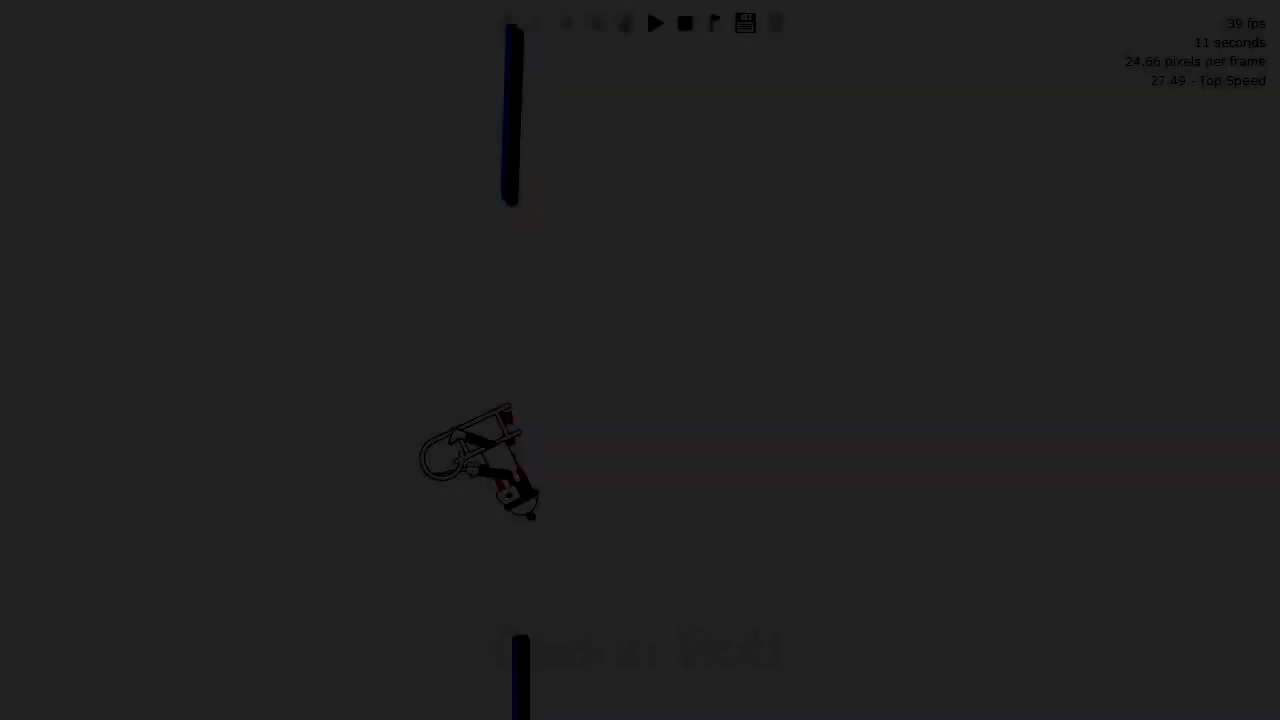 39 fps
11 seconds
24.66 pixels per frame
27.49 - Top Speed